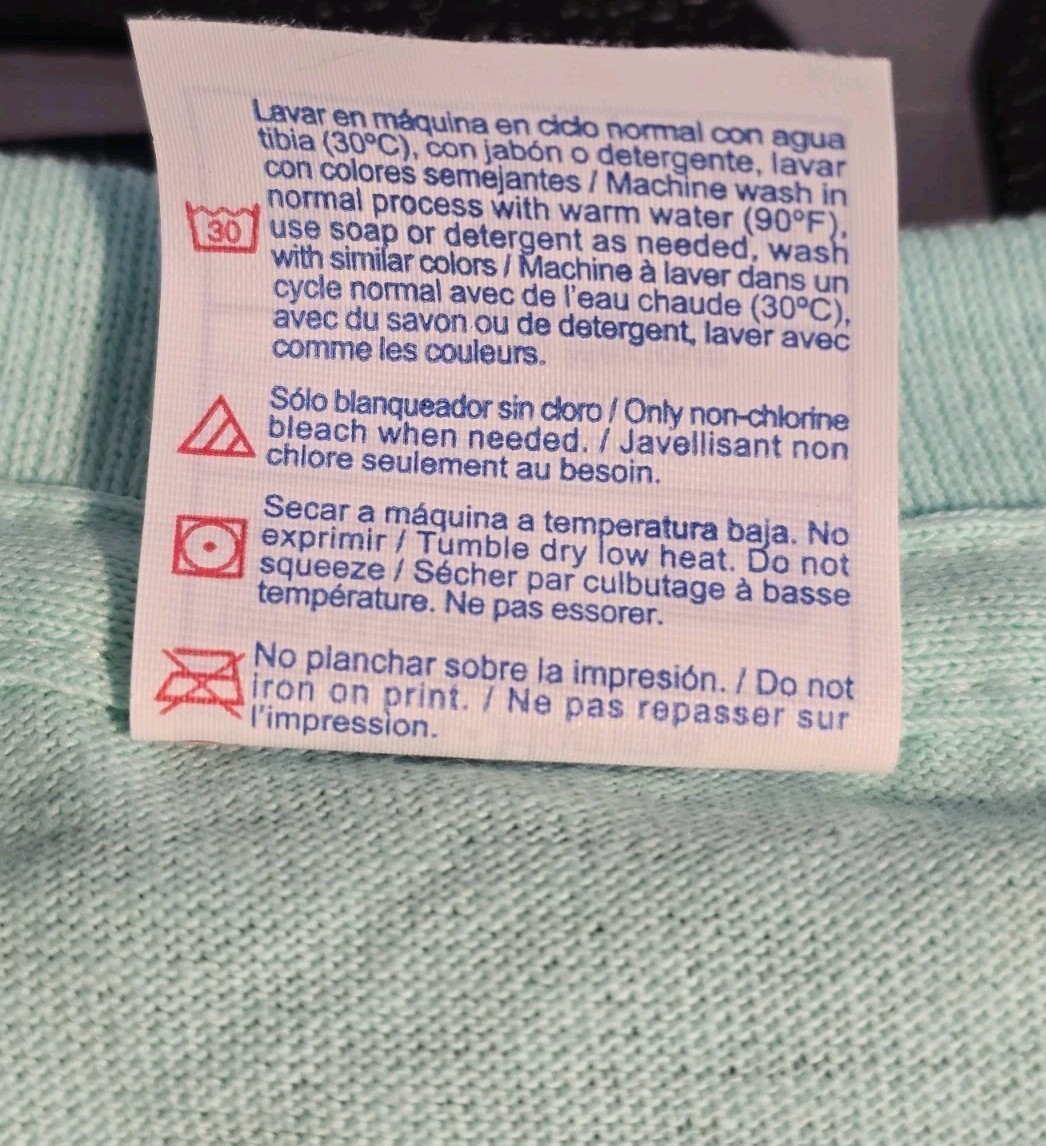 Lavar en máquina en ciclo normal con agua
tibia (30°C), con jabón o detergente, lavar
con colores semejantes / Machine wash in
normal process with warm water (90°F),
30
use soap or detergent as needed, wash
with similar colors / Machine à laver dans un
cycle normal avec de l'eau chaude (30°C),
avec du savon ou de detergent, laver avec
comme les couleurs.
Sólo blanqueador sin cloro / Only non-chlorine
bleach when needed. / Javellisant non
chlore seulement au besoin.
Secar a máquina a temperatura baja. No
exprimir / Tumble dry low heat. Do not
squeeze / Sécher par culbutage à basse
température. Ne pas essorer.
No planchar sobre la impresión. / Do not
iron on print. / Ne pas repasser sur
l'impression.